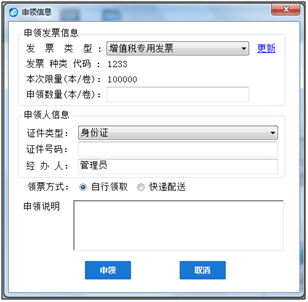 申领信息
申领发票信息
发 票 类 型：增值税专用发票 更新
发票 种类 代码：1233
本次限量(本/卷)：100000
申领数量(本/卷)：
申领人信息
证件类型：身份证
证件号码：
经 办 人：管理员
领票方式：自行领取 快递配送
申领说明
申领 取消